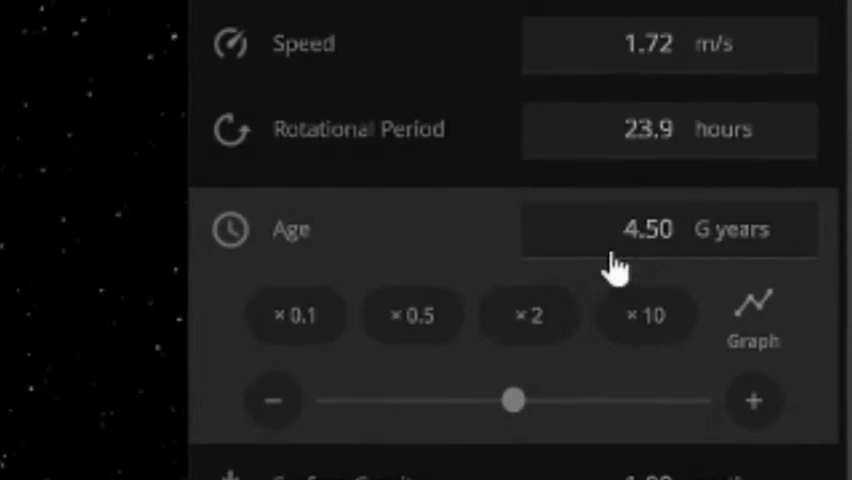 Speed 1.72 m/s
Rotational Period 23.9 hours
Age 4.50 G years
× 0.1 × 0.5 × 2 × 10
Graph